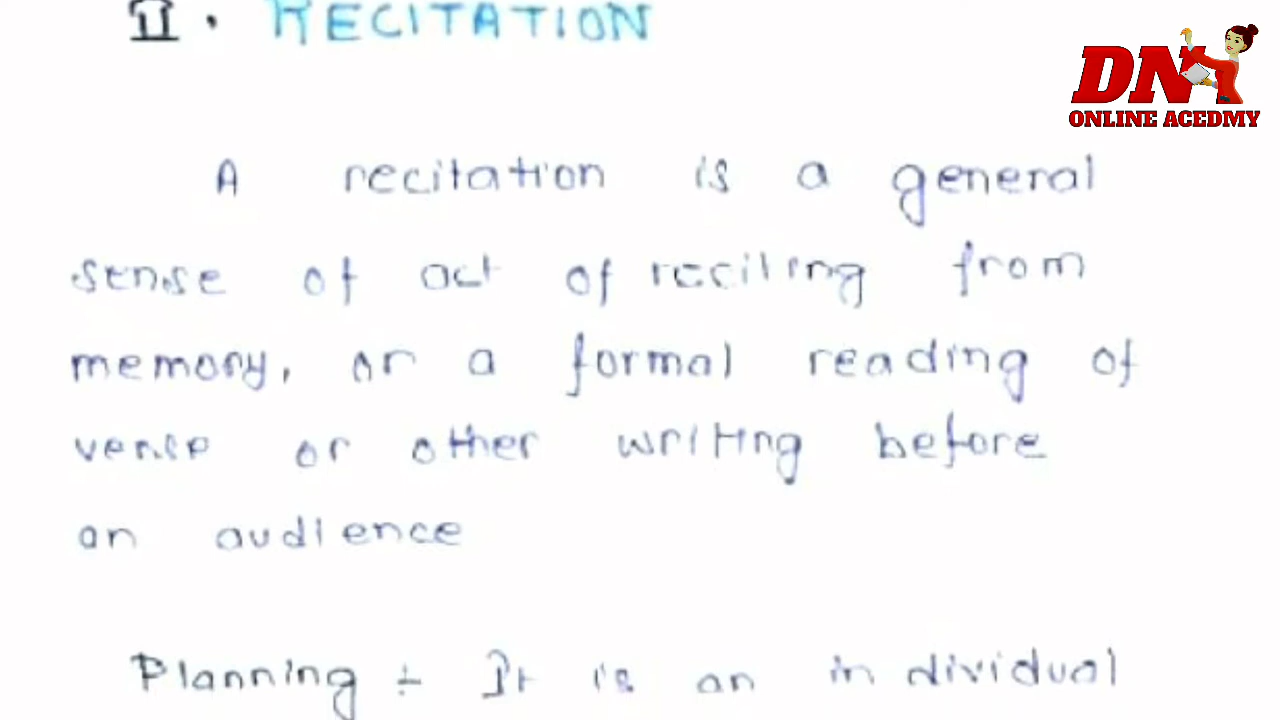 II. RECITATION
DNA
ONLINE ACEDMY
A recitation is a general
sense of act of reciting from
memory, or a formal reading of
verse or other writing before
an audience
Planning :- It is an individual